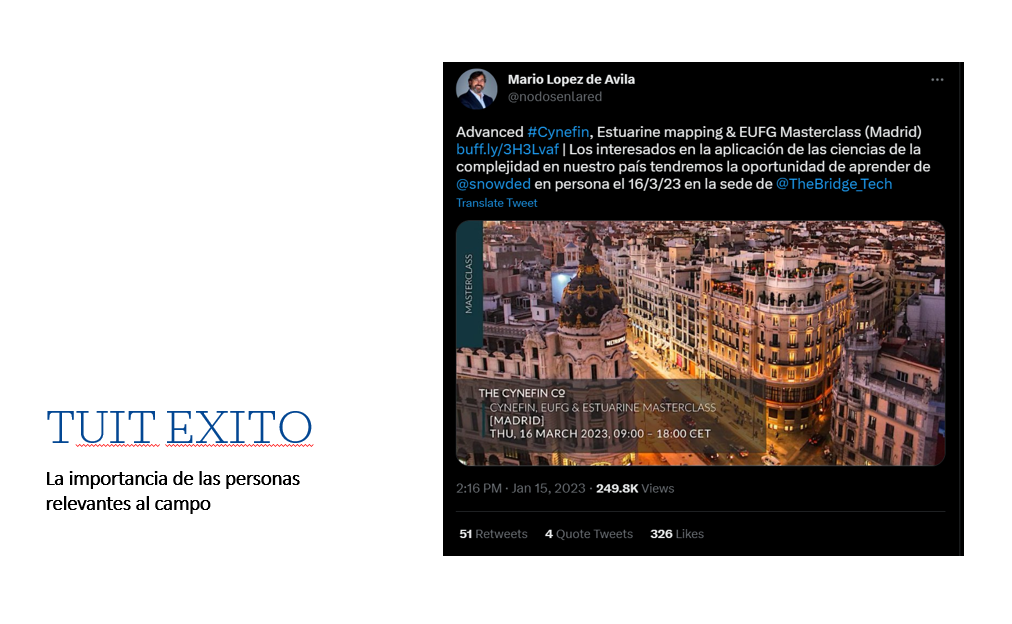 TUIT EXITO
La importancia de las personas
relevantes al campo
Mario Lopez de Avila
@nodosenlared
Advanced #Cynefin, Estuarine mapping & EUFG Masterclass (Madrid)
buff.ly/3H3Lvaf | Los interesados en la aplicación de las ciencias de la
complejidad en nuestro país tendremos la oportunidad de aprender de
@snowded en persona el 16/3/23 en la sede de @TheBridge_Tech
Translate Tweet
MASTERCLASS
METROPOLIS
THE CYNEFIN CO
CYNEFIN, EUFG & ESTUARINE MASTERCLASS
[MADRID]
THU, 16 MARCH 2023, 09:00 – 18:00 CET
2:16 PM · Jan 15, 2023 · 249.8K Views
51 Retweets 4 Quote Tweets 326 Likes